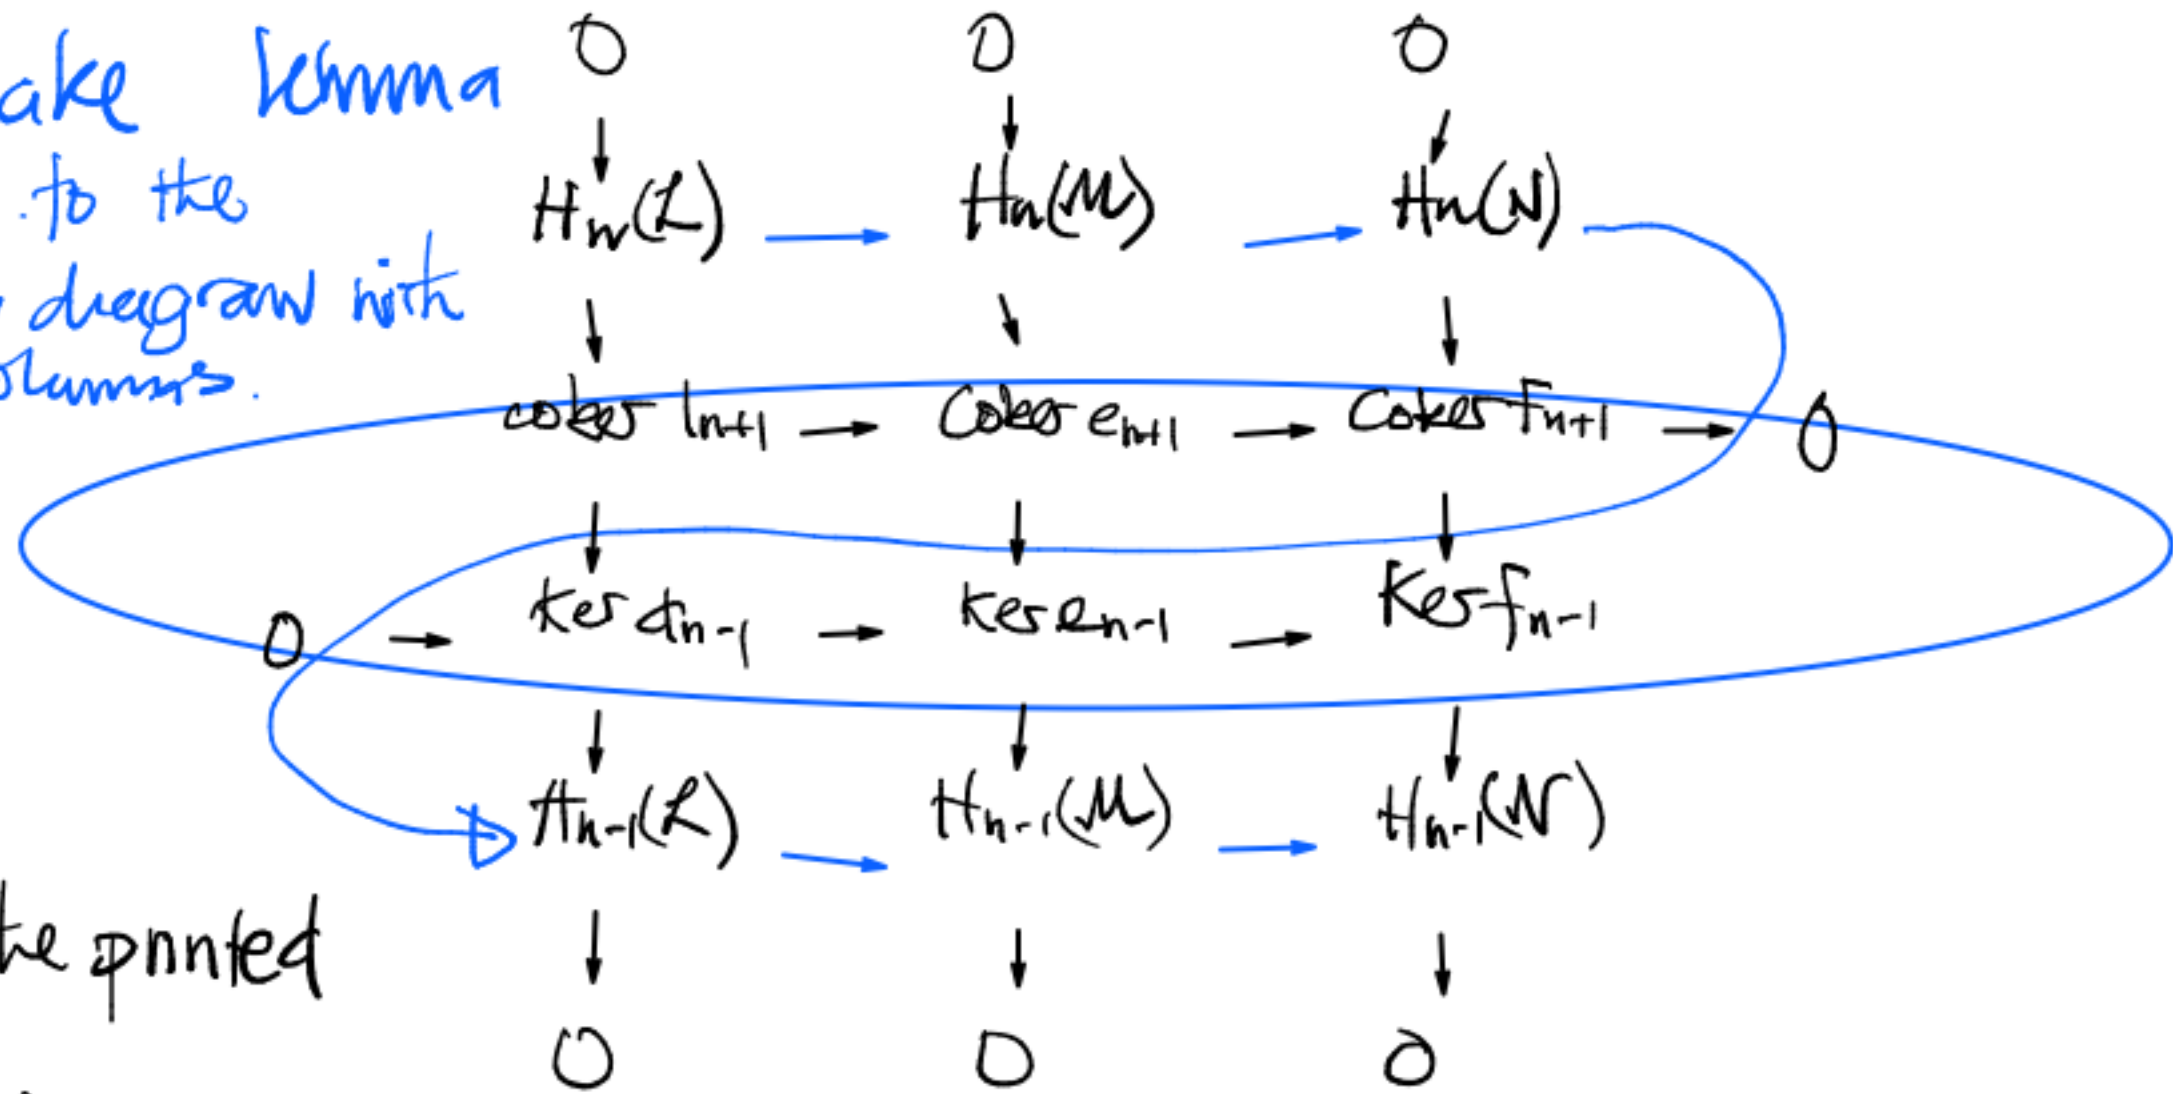 ake lemma
0 0 0
to the
Hn(L) → Hn(M) → Hn(N)
diagram with
olumns.
coker ln+1 → Coker en+1 → Coker fn+1 → 0
0 → ker dn-1 → ker en-1 → Ker fn-1
Hn-1(L) → Hn-1(M) → Hn-1(N)
he printed
0 0 0